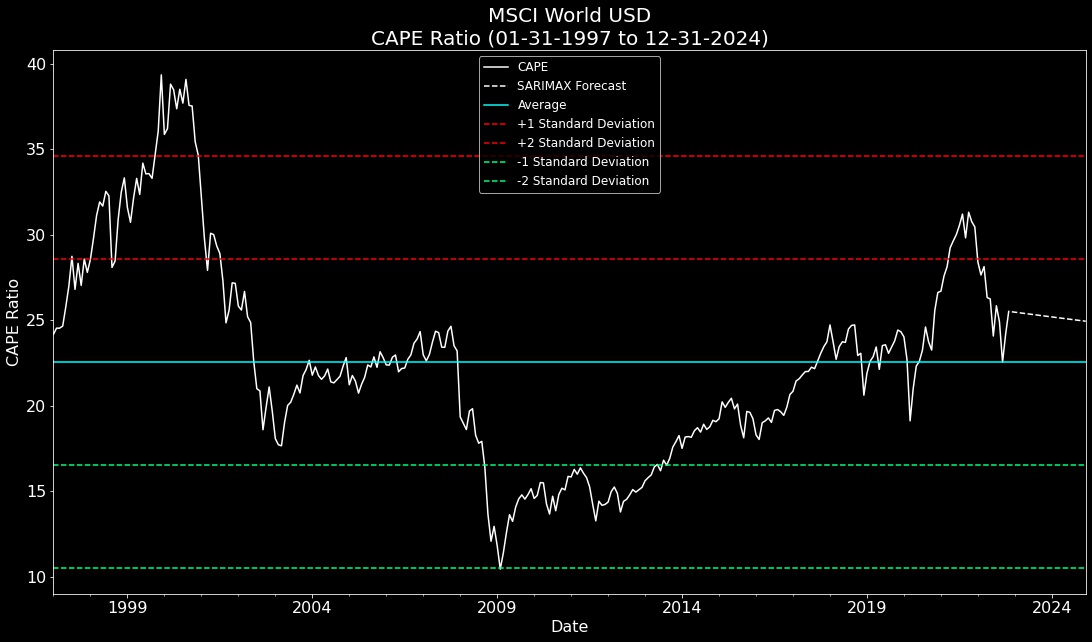 MSCI World USD
CAPE Ratio (01-31-1997 to 12-31-2024)
CAPE
SARIMAX Forecast
Average
+1 Standard Deviation
+2 Standard Deviation
-1 Standard Deviation
-2 Standard Deviation
CAPE Ratio
40
35
30
25
20
15
10
1999
2004
2009
2014
2019
2024
Date